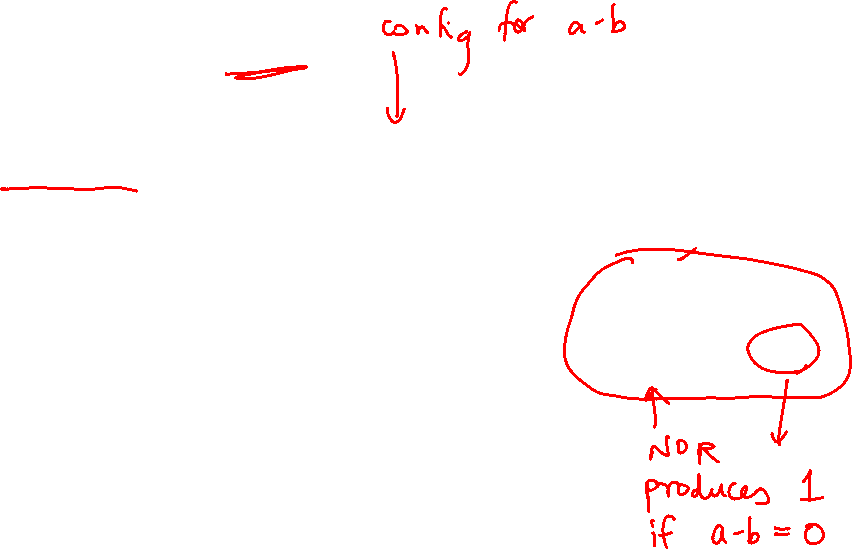 config for a-b
NOR
produces 1
if a-b=0